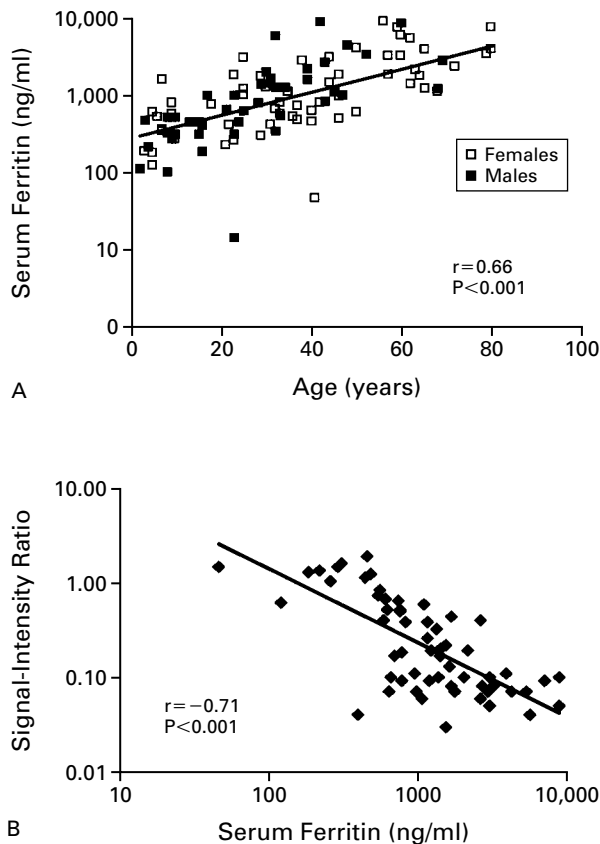 10,000
1,000
100
10
0
0
20
40
60
80
100
Serum Ferritin (ng/ml)
Females
Males
r=0.66
P<0.001
Age (years)
A
10.00
1.00
0.10
0.01
10
100
1000
10,000
Signal-Intensity Ratio
r=−0.71
P<0.001
Serum Ferritin (ng/ml)
B